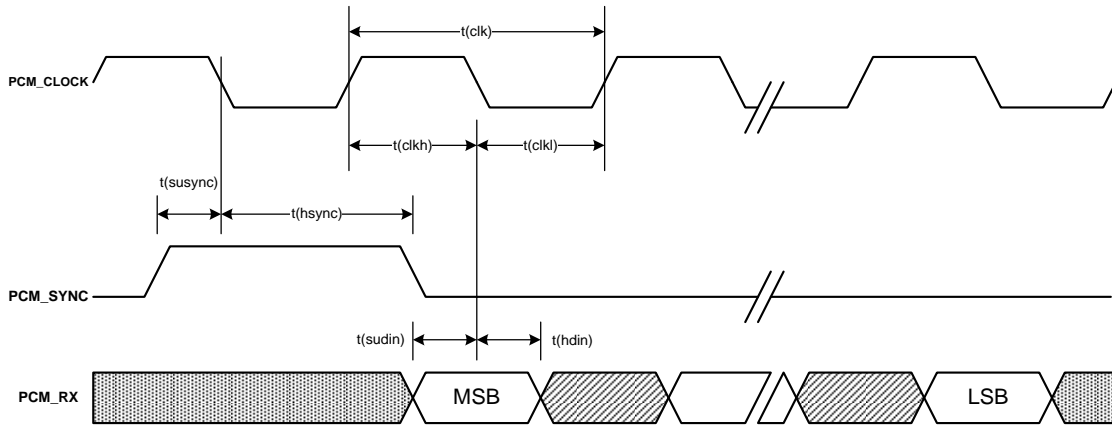 t(clk)
PCM_CLOCK
t(clkh)
t(clkl)
t(susync)
t(hsync)
PCM_SYNC
t(sudin)
t(hdin)
PCM_RX
MSB
LSB